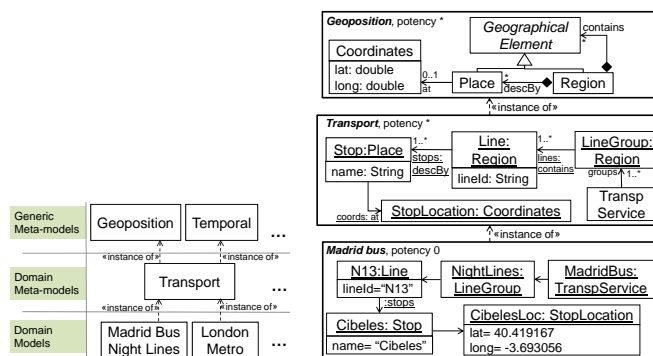 Generic
Meta-models
Geoposition
Temporal
...
«instance of»
«instance of»
Domain
Meta-models
Transport
...
«instance of»
«instance of»
Domain
Models
Madrid Bus
Night Lines
London
Metro
...
Geoposition, potency *
Coordinates
lat: double
long: double
Geographical
Element
contains
*
0..1
at
Place
*
descBy
Region
«instance of»
Transport, potency *
Stop:Place
name: String
1..*
stops:
descBy
Line:
Region
lineId: String
1..*
lines:
contains
LineGroup:
Region
groups
1..*
Transp
Service
coords: at
StopLocation: Coordinates
«instance of»
Madrid bus, potency 0
N13:Line
lineId="N13"
NightLines:
LineGroup
MadridBus:
TranspService
:stops
Cibeles: Stop
name= "Cibeles"
CibelesLoc: StopLocation
lat= 40.419167
long= -3.693056